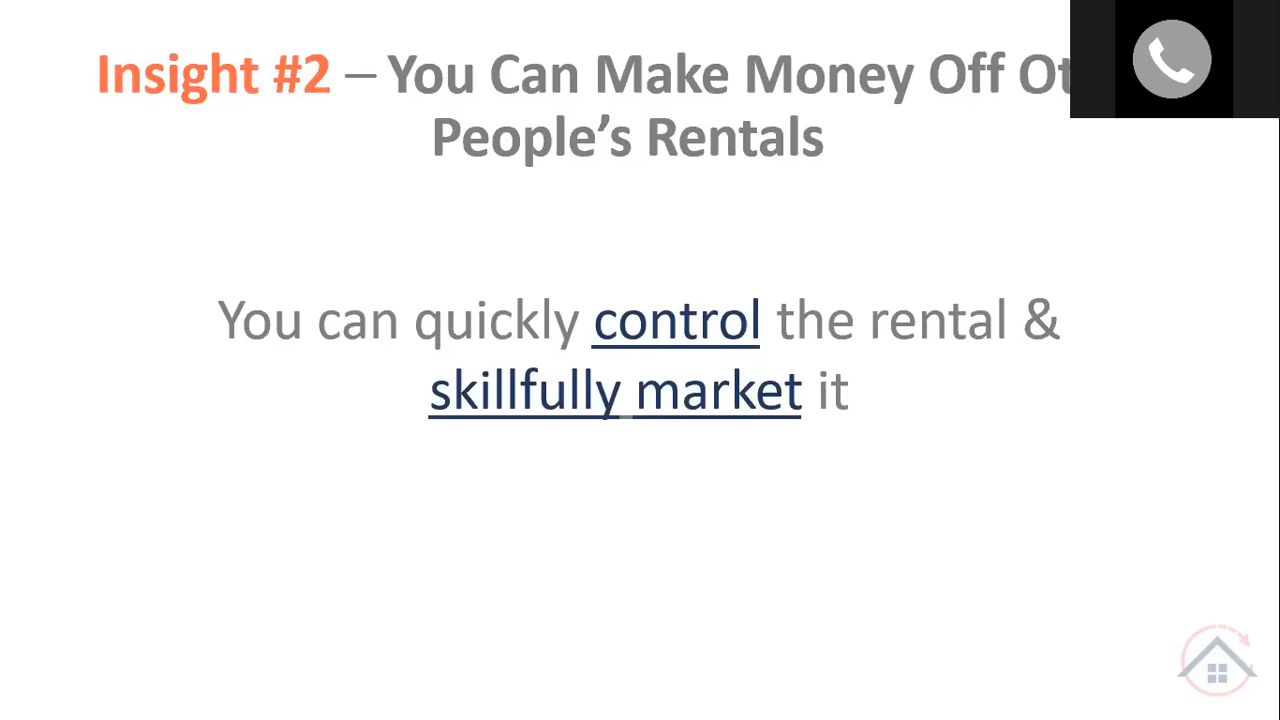 Insight #2 – You Can Make Money Off
People’s Rentals
You can quickly control the rental &
skillfully market it